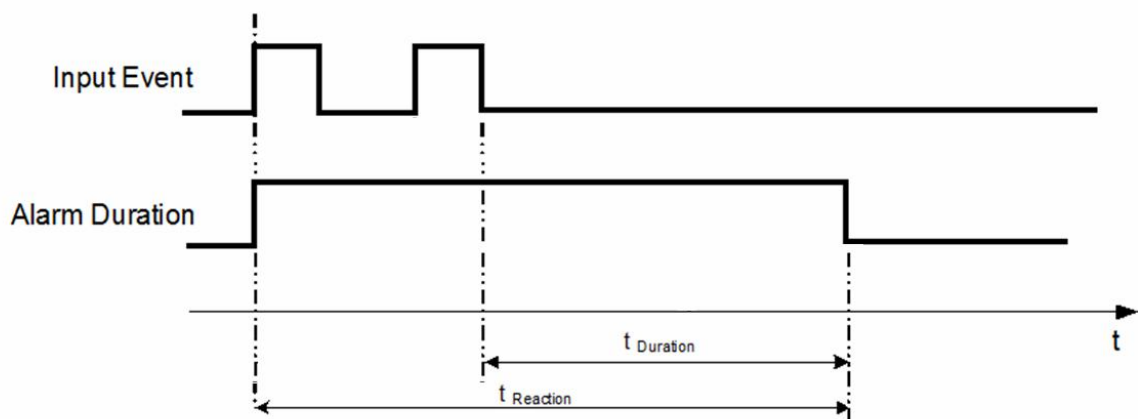 Input Event
Alarm Duration
t
t Duration
t Reaction